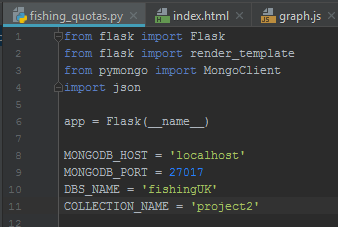 fishing_quotas.py index.html graph.js
1 from flask import Flask
2 from flask import render_template
3 from pymongo import MongoClient
4 import json
5
6 app = Flask(__name__)
7
8 MONGODB_HOST = 'localhost'
9 MONGODB_PORT = 27017
10 DBS_NAME = 'fishingUK'
11 COLLECTION_NAME = 'project2'
12